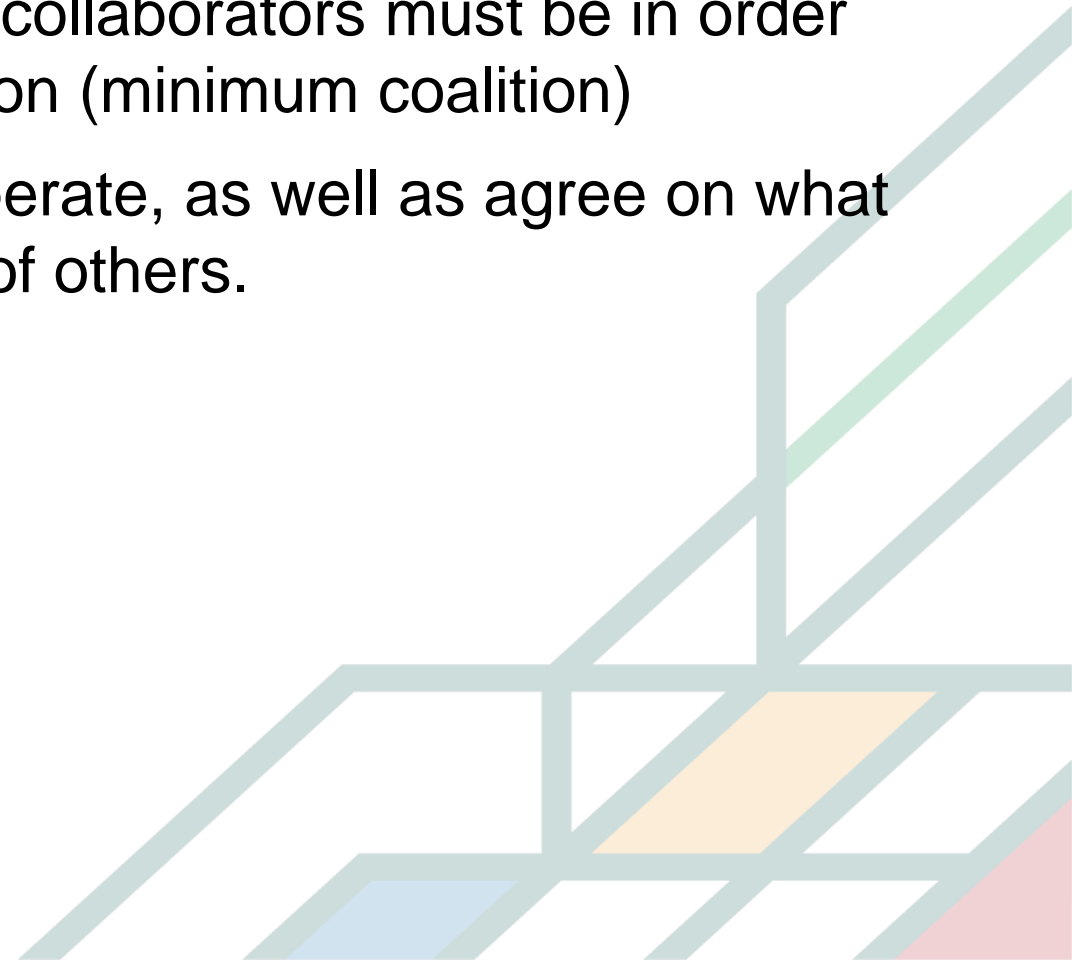 collaborators must be in order
on (minimum coalition)
erate, as well as agree on what
of others.